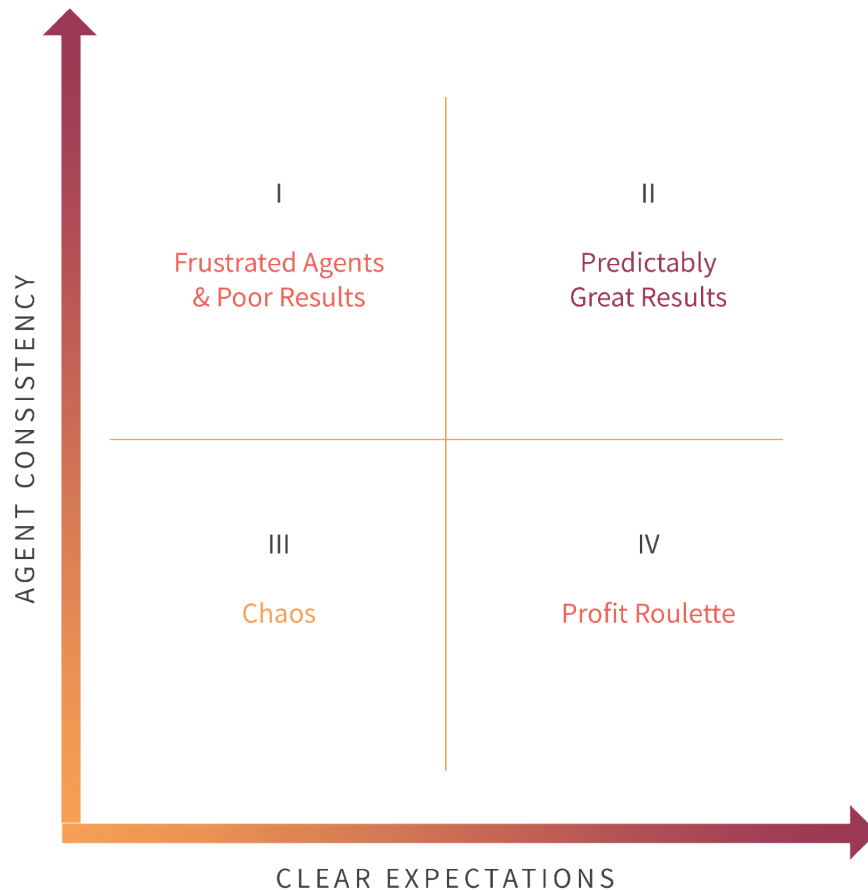 AGENT CONSISTENCY
I
Frustrated Agents
& Poor Results
II
Predictably
Great Results
III
Chaos
IV
Profit Roulette
CLEAR EXPECTATIONS